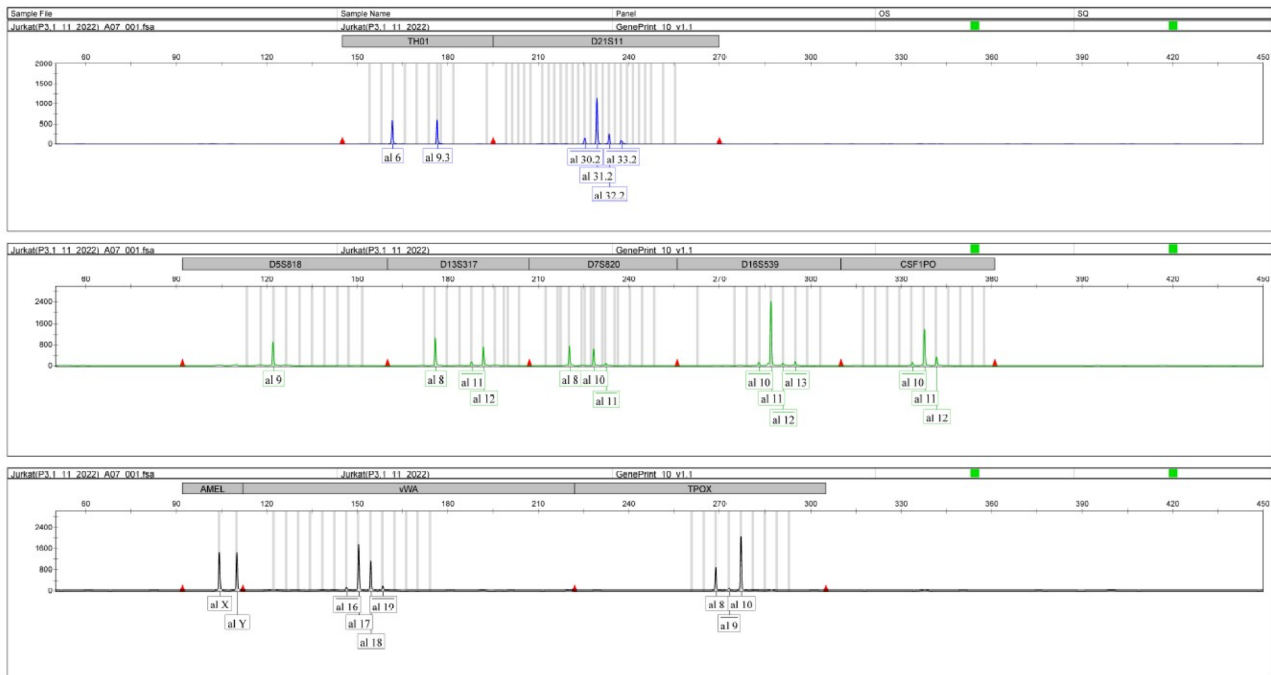 Sample File Sample Name Panel OS SQ
Jurkat(P3.1_11_2022)_A07_001.fsa Jurkat(P3.1_11_2022) GenePrint_10_v1.1
TH01 D21S11
60 90 120 150 180 210 240 270 300 330 360 390 420 450
2000
1500
1000
500
0
al 6 al 9.3 al 30.2 al 33.2
al 31.2
al 32.2
Jurkat(P3.1_11_2022)_A07_001.fsa Jurkat(P3.1_11_2022) GenePrint_10_v1.1
D5S818 D13S317 D7S820 D16S539 CSF1PO
60 90 120 150 180 210 240 270 300 330 360 390 420 450
2400
1600
800
0
al 9 al 8 al 11 al 8 al 10 al 10 al 13 al 10
al 12 al 11 al 11 al 11
al 12 al 12
Jurkat(P3.1_11_2022)_A07_001.fsa Jurkat(P3.1_11_2022) GenePrint_10_v1.1
AMEL vWA TPOX
60 90 120 150 180 210 240 270 300 330 360 390 420 450
2400
1600
800
0
al X al 16 al 19 al 8 al 10
al Y al 17 al 9
al 18